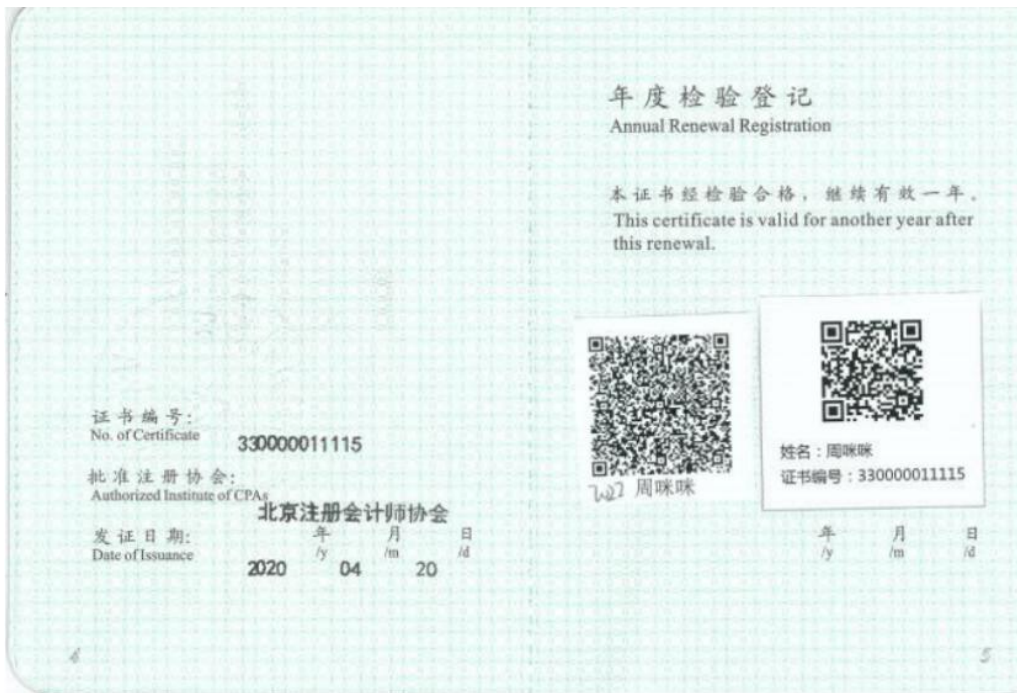 证书编号:
No. of Certificate
330000011115
批准注册协会:
Authorized Institute of CPAs
北京注册会计师协会
发证日期:
Date of Issuance
年 月 日
/y /m /d
2020 04 20
6
年度检验登记
Annual Renewal Registration
本证书经检验合格，继续有效一年。
This certificate is valid for another year after
this renewal.
周咪咪
姓名：周咪咪
证书编号：330000011115
年 月 日
/y /m /d
5